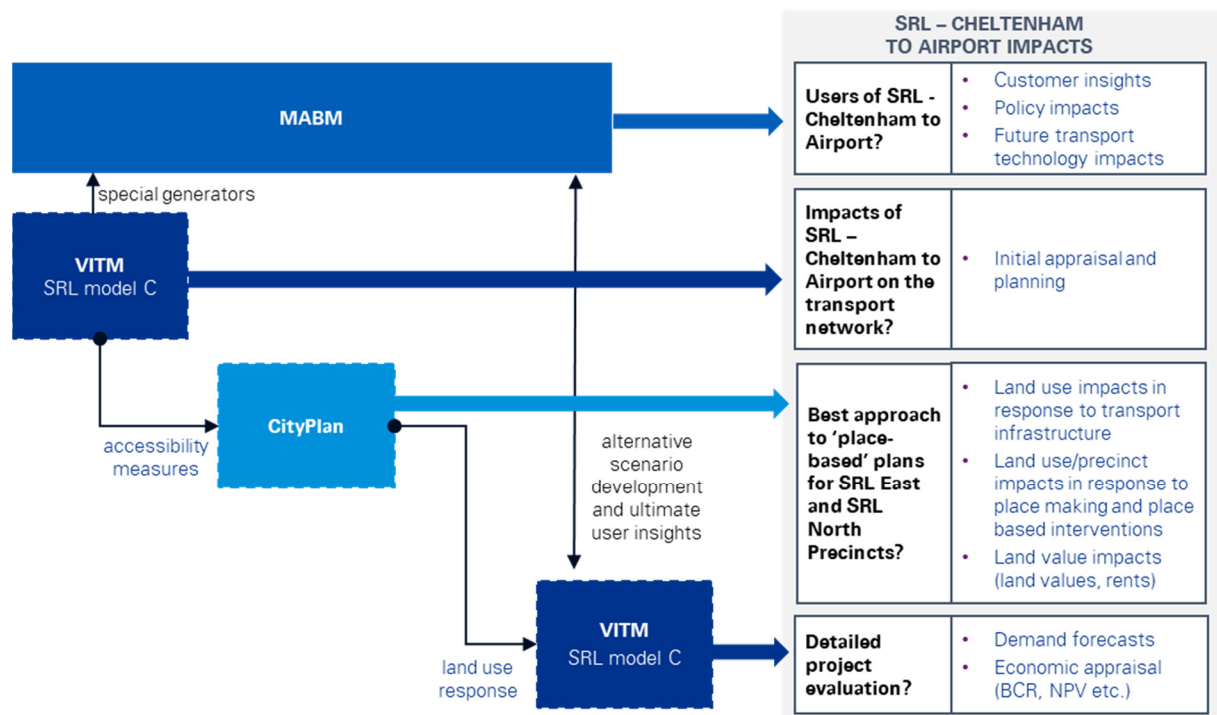 SRL – CHELTENHAM
TO AIRPORT IMPACTS
MABM
Users of SRL -
Cheltenham to
Airport?
• Customer insights
• Policy impacts
• Future transport
technology impacts
special generators
VITM
SRL model C
Impacts of
SRL –
Cheltenham to
Airport on the
transport
network?
• Initial appraisal and
planning
accessibility
measures
CityPlan
alternative
scenario
development
and ultimate
user insights
Best approach
to ‘place-
based’ plans
for SRL East
and SRL
North
Precincts?
• Land use impacts in
response to transport
infrastructure
• Land use/precinct
impacts in response to
place making and place
based interventions
• Land value impacts
(land values, rents)
land use
response
VITM
SRL model C
Detailed
project
evaluation?
• Demand forecasts
• Economic appraisal
(BCR, NPV etc.)